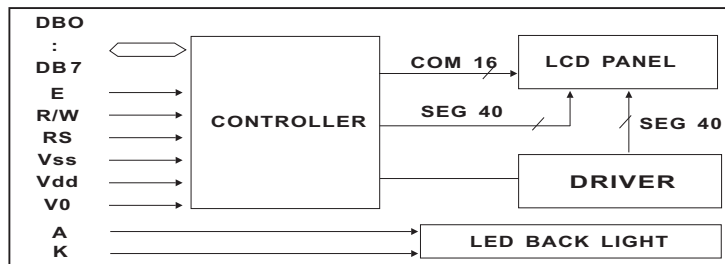 DBO
:
DB7
E
R/W
RS
Vss
Vdd
V0
A
K
CONTROLLER
COM 16
SEG 40
LCD PANEL
SEG 40
DRIVER
LED BACK LIGHT